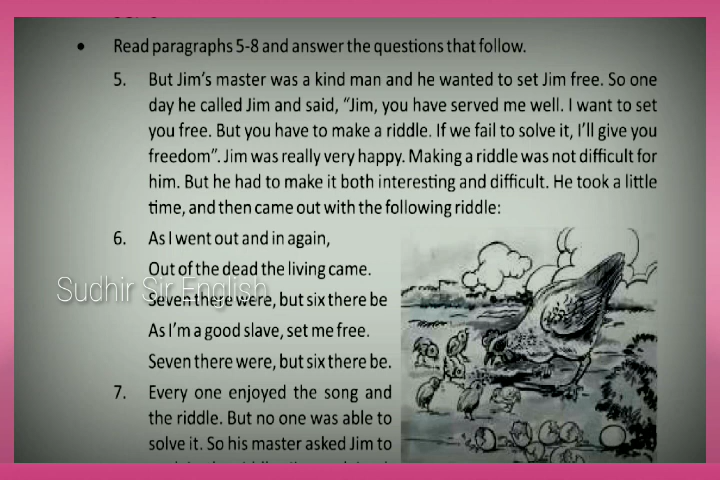 • Read paragraphs 5-8 and answer the questions that follow.
5. But Jim's master was a kind man and he wanted to set Jim free. So one
day he called Jim and said, “Jim, you have served me well. I want to set
you free. But you have to make a riddle. If we fail to solve it, I'll give you
freedom”. Jim was really very happy. Making a riddle was not difficult for
him. But he had to make it both interesting and difficult. He took a little
time, and then came out with the following riddle:
6. As I went out and in again,
Out of the dead the living came.
Sudhir Sir English
Seven there were, but six there be
As I'm a good slave, set me free.
Seven there were, but six there be.
7. Every one enjoyed the song and
the riddle. But no one was able to
solve it. So his master asked Jim to